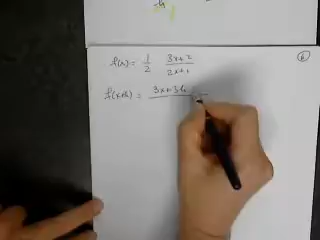 f(x) = 1/2 (3x+2)/(2x+1)
f(x+h) = 3x+3h